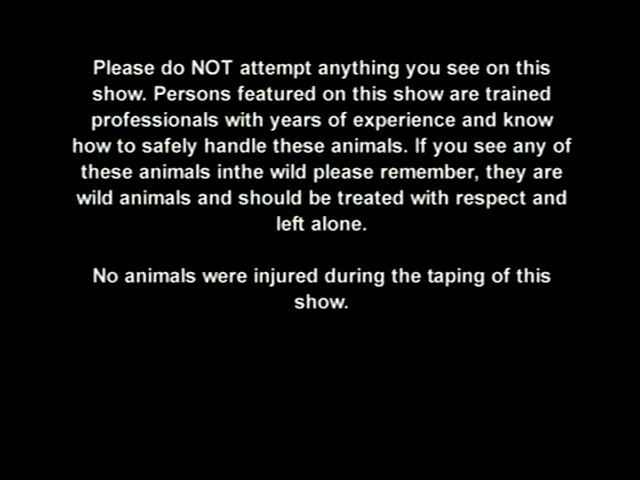 Please do NOT attempt anything you see on this
show. Persons featured on this show are trained
professionals with years of experience and know
how to safely handle these animals. If you see any of
these animals inthe wild please remember, they are
wild animals and should be treated with respect and
left alone.
No animals were injured during the taping of this
show.